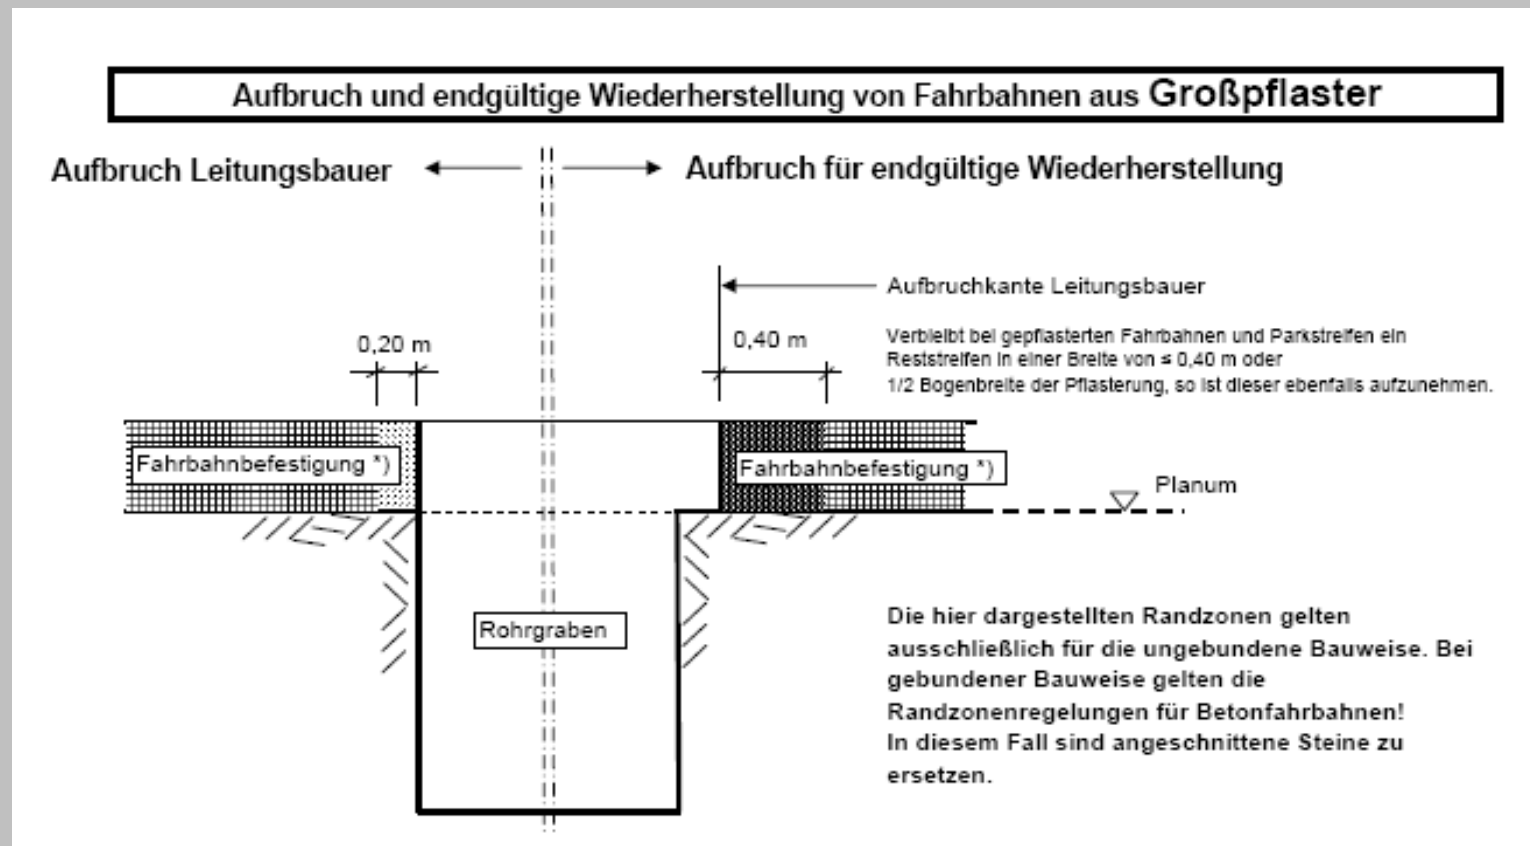 Aufbruch und endgültige Wiederherstellung von Fahrbahnen aus Großpflaster
Aufbruch Leitungsbauer
Aufbruch für endgültige Wiederherstellung
Aufbruchkante Leitungsbauer
0,20 m
0,40 m
Verbleibt bei gepflasterten Fahrbahnen und Parkstreifen ein
Reststreifen in einer Breite von ≤ 0,40 m oder
1/2 Bogenbreite der Pflasterung, so ist dieser ebenfalls aufzunehmen.
Fahrbahnbefestigung *)
Fahrbahnbefestigung *)
Planum
Rohrgraben
Die hier dargestellten Randzonen gelten
ausschließlich für die ungebundene Bauweise. Bei
gebundener Bauweise gelten die
Randzonenregelungen für Betonfahrbahnen!
In diesem Fall sind angeschnittene Steine zu
ersetzen.